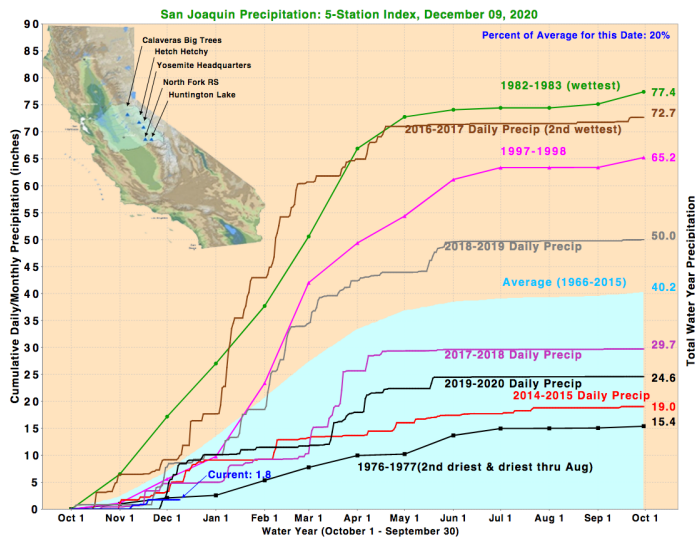 San Joaquin Precipitation: 5-Station Index, December 09, 2020
Percent of Average for this Date: 20%
Calaveras Big Trees
Hetch Hetchy
Yosemite Headquarters
North Fork RS
Huntington Lake
Cumulative Daily/Monthly Precipitation (inches)
90
85
80
75
70
65
60
55
50
45
40
35
30
25
20
15
10
5
0
1982-1983 (wettest)
77.4
2016-2017 Daily Precip (2nd wettest)
72.7
1997-1998
65.2
2018-2019 Daily Precip
50.0
Average (1966-2015)
40.2
2017-2018 Daily Precip
29.7
2019-2020 Daily Precip
24.6
2014-2015 Daily Precip
19.0
15.4
1976-1977(2nd driest & driest thru Aug)
Current: 1.8
Total Water Year Precipitation
Oct 1 Nov 1 Dec 1 Jan 1 Feb 1 Mar 1 Apr 1 May 1 Jun 1 Jul 1 Aug 1 Sep 1 Oct 1
Water Year (October 1 - September 30)